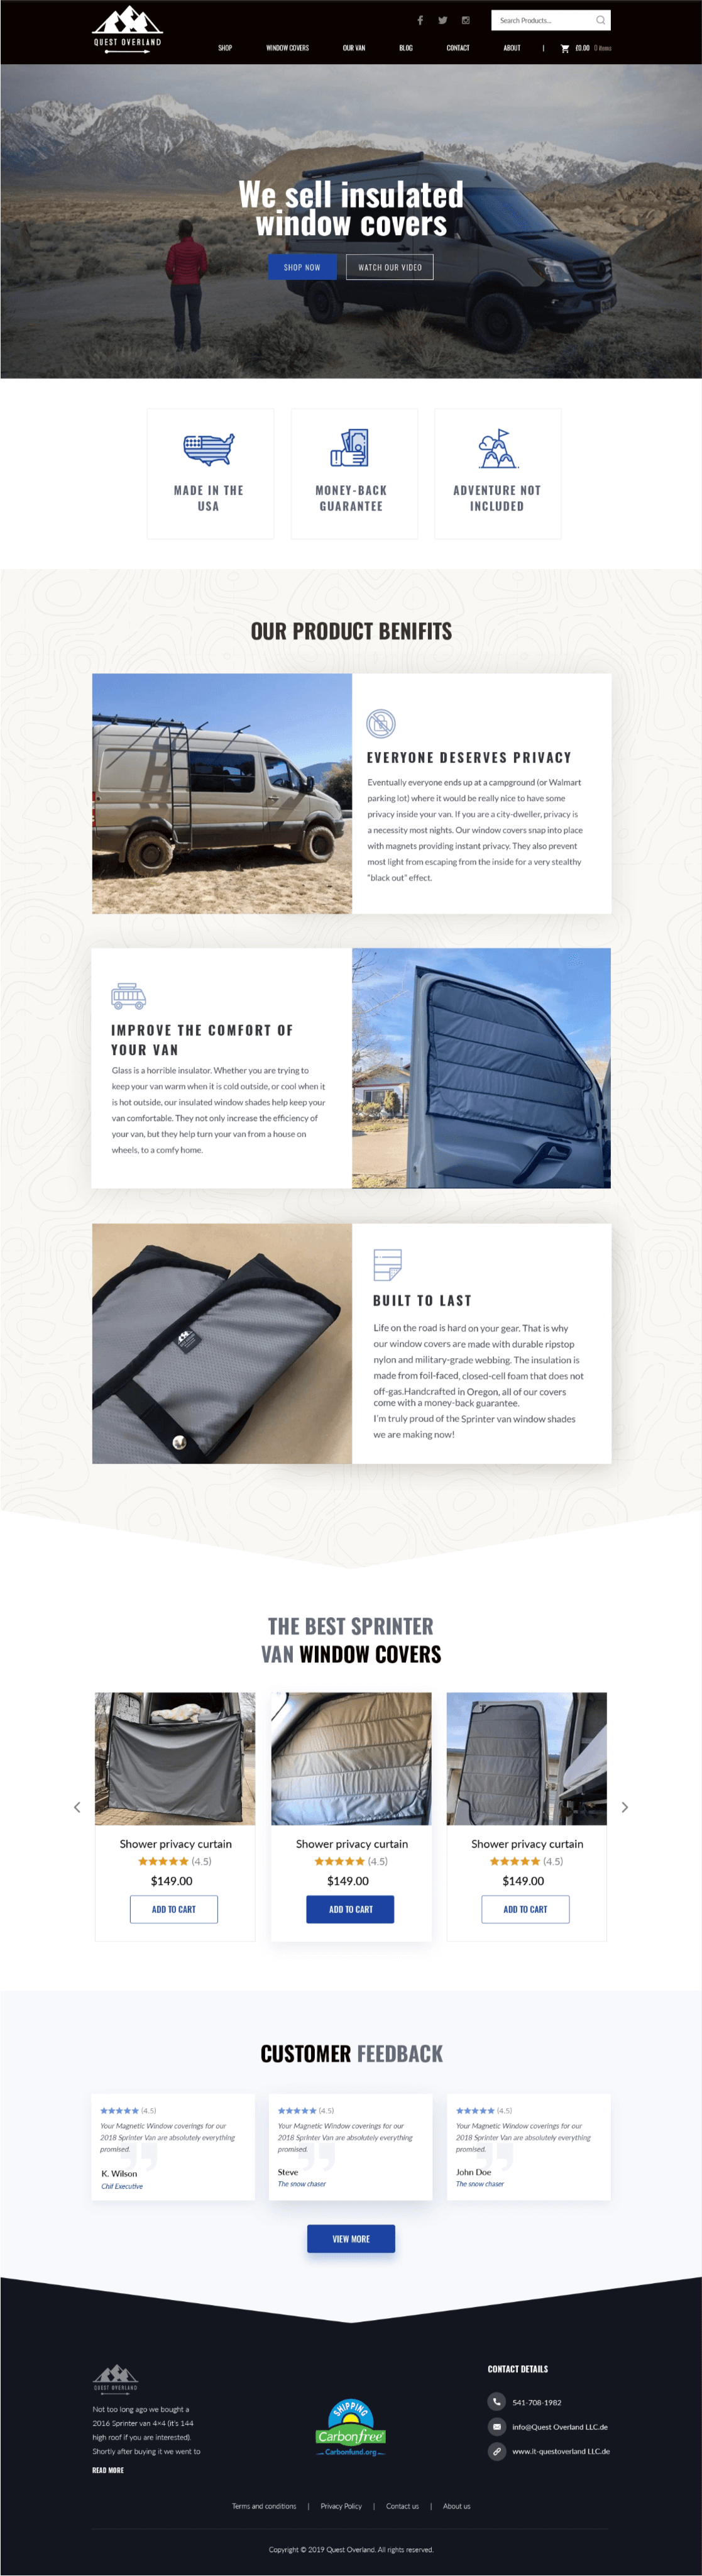 QUEST OVERLAND
Search Products...
SHOP WINDOW COVERS OUR VAN BLOG CONTACT ABOUT | £0.00 0 items
We sell insulated
window covers
SHOP NOW WATCH OUR VIDEO
MADE IN THE
USA
MONEY-BACK
GUARANTEE
ADVENTURE NOT
INCLUDED
OUR PRODUCT BENIFITS
EVERYONE DESERVES PRIVACY
Eventually everyone ends up at a campground (or Walmart
parking lot) where it would be really nice to have some
privacy inside your van. If you are a city-dweller, privacy is
a necessity most nights. Our window covers snap into place
with magnets providing instant privacy. They also prevent
most light from escaping from the inside for a very stealthy
"black out" effect.
IMPROVE THE COMFORT OF
YOUR VAN
Glass is a horrible insulator. Whether you are trying to
keep your van warm when it is cold outside, or cool when it
is hot outside, our insulated window shades help keep your
van comfortable. They not only increase the efficiency of
your van, but they help turn your van from a house on
wheels, to a comfy home.
BUILT TO LAST
Life on the road is hard on your gear. That is why
our window covers are made with durable ripstop
nylon and military-grade webbing. The insulation is
made from foil-faced, closed-cell foam that does not
off-gas.Handcrafted in Oregon, all of our covers
come with a money-back guarantee.
I'm truly proud of the Sprinter van window shades
we are making now!
THE BEST SPRINTER
VAN WINDOW COVERS
Shower privacy curtain
(4.5)
$149.00
ADD TO CART
Shower privacy curtain
(4.5)
$149.00
ADD TO CART
Shower privacy curtain
(4.5)
$149.00
ADD TO CART
CUSTOMER FEEDBACK
(4.5)
Your Magnetic Window coverings for our
2018 Sprinter Van are absolutely everything
promised.
K. Wilson
Chif Executive
(4.5)
Your Magnetic Window coverings for our
2018 Sprinter Van are absolutely everything
promised.
Steve
The snow chaser
(4.5)
Your Magnetic Window coverings for our
2018 Sprinter Van are absolutely everything
promised.
John Doe
The snow chaser
VIEW MORE
QUEST OVERLAND
Not too long ago we bought a
2016 Sprinter van 4×4 (it's 144
high roof if you are interested).
Shortly after buying it we went to
READ MORE
SHIPPING
Carbonfree
Carbonfund.org
CONTACT DETAILS
541-708-1982
info@Quest Overland LLC.de
www.it-questoverland LLC.de
Terms and conditions | Privacy Policy | Contact us | About us
Copyright © 2019 Quest Overland. All rights reserved.